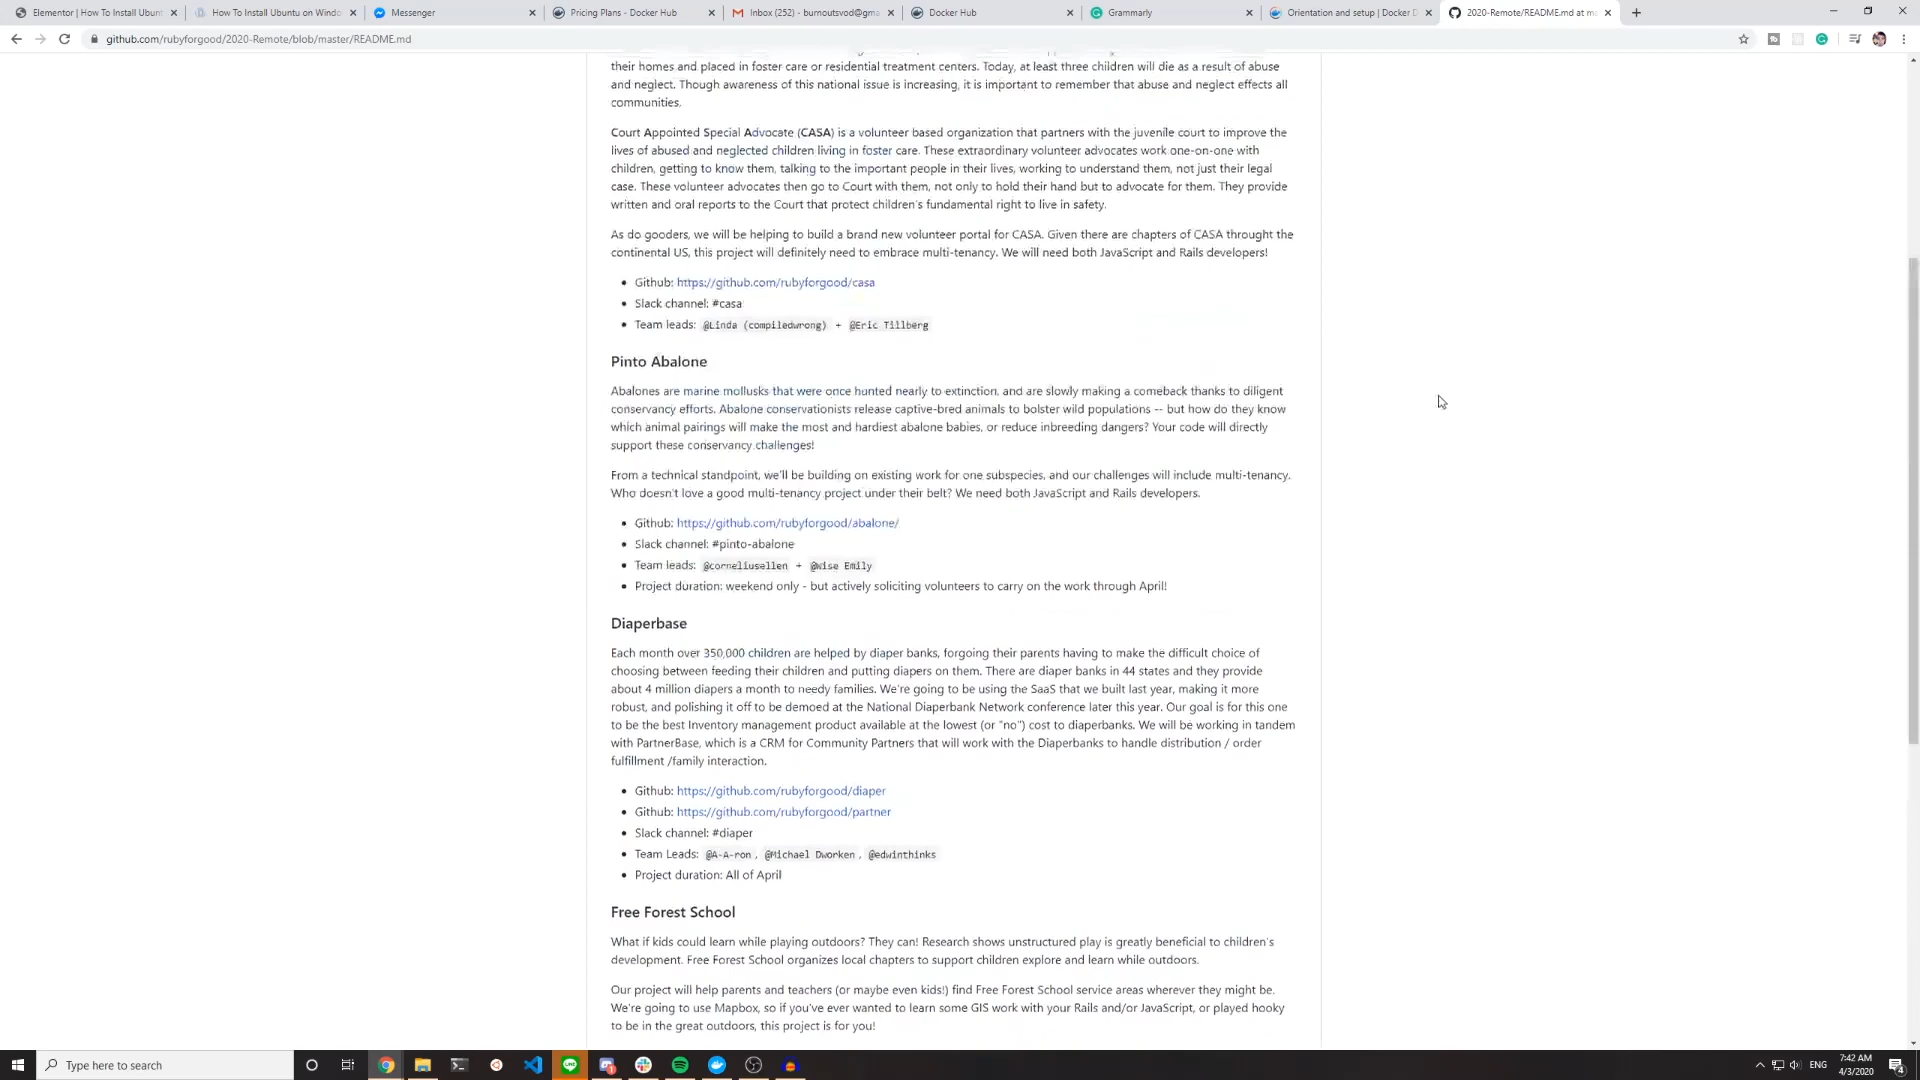 Elementor | How To Install Ubunt
How To Install Ubuntu on Windo
Messenger
Pricing Plans - Docker Hub
Inbox (252) - burnoutsvod@gma
Docker Hub
Grammarly
Orientation and setup | Docker D
2020-Remote/README.md at ma
github.com/rubyforgood/2020-Remote/blob/master/README.md
their homes and placed in foster care or residential treatment centers. Today, at least three children will die as a result of abuse
and neglect. Though awareness of this national issue is increasing, it is important to remember that abuse and neglect effects all
communities.
Court Appointed Special Advocate (CASA) is a volunteer based organization that partners with the juvenile court to improve the
lives of abused and neglected children living in foster care. These extraordinary volunteer advocates work one-on-one with
children, getting to know them, talking to the important people in their lives, working to understand them, not just their legal
case. These volunteer advocates then go to Court with them, not only to hold their hand but to advocate for them. They provide
written and oral reports to the Court that protect children's fundamental right to live in safety.
As do gooders, we will be helping to build a brand new volunteer portal for CASA. Given there are chapters of CASA throught the
continental US, this project will definitely need to embrace multi-tenancy. We will need both JavaScript and Rails developers!
• Github: https://github.com/rubyforgood/casa
• Slack channel: #casa
• Team leads: @Linda (compiledwrong) + @Eric Tillberg
Pinto Abalone
Abalones are marine mollusks that were once hunted nearly to extinction, and are slowly making a comeback thanks to diligent
conservancy efforts. Abalone conservationists release captive-bred animals to bolster wild populations -- but how do they know
which animal pairings will make the most and hardiest abalone babies, or reduce inbreeding dangers? Your code will directly
support these conservancy challenges!
From a technical standpoint, we'll be building on existing work for one subspecies, and our challenges will include multi-tenancy.
Who doesn't love a good multi-tenancy project under their belt? We need both JavaScript and Rails developers.
• Github: https://github.com/rubyforgood/abalone/
• Slack channel: #pinto-abalone
• Team leads: @corneliusellen + @Wise Emily
• Project duration: weekend only - but actively soliciting volunteers to carry on the work through April!
Diaperbase
Each month over 350,000 children are helped by diaper banks, forgoing their parents having to make the difficult choice of
choosing between feeding their children and putting diapers on them. There are diaper banks in 44 states and they provide
about 4 million diapers a month to needy families. We're going to be using the SaaS that we built last year, making it more
robust, and polishing it off to be demoed at the National Diaperbank Network conference later this year. Our goal is for this one
to be the best Inventory management product available at the lowest (or "no") cost to diaperbanks. We will be working in tandem
with PartnerBase, which is a CRM for Community Partners that will work with the Diaperbanks to handle distribution / order
fulfillment /family interaction.
• Github: https://github.com/rubyforgood/diaper
• Github: https://github.com/rubyforgood/partner
• Slack channel: #diaper
• Team Leads: @A-A-ron, @Michael Dworken, @edwinthinks
• Project duration: All of April
Free Forest School
What if kids could learn while playing outdoors? They can! Research shows unstructured play is greatly beneficial to children's
development. Free Forest School organizes local chapters to support children explore and learn while outdoors.
Our project will help parents and teachers (or maybe even kids!) find Free Forest School service areas wherever they might be.
We're going to use Mapbox, so if you've ever wanted to learn some GIS work with your Rails and/or JavaScript, or played hooky
to be in the great outdoors, this project is for you!
Type here to search
ENG
7:42 AM
4/3/2020